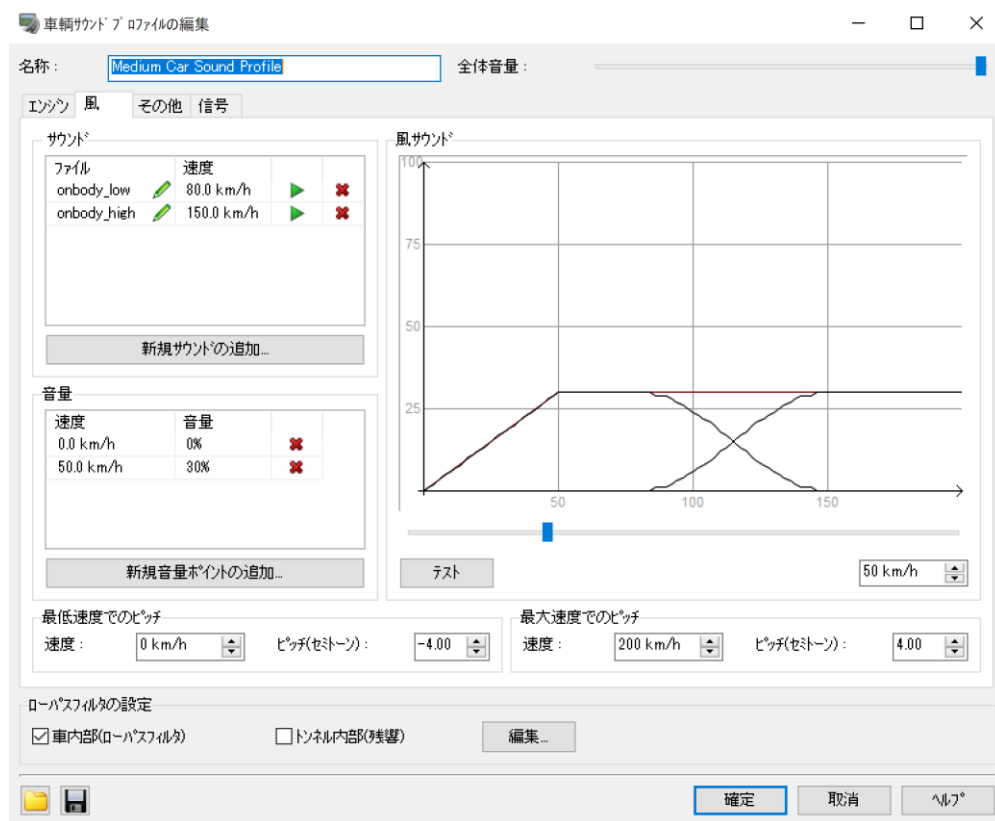 車輌サウンドプロファイルの編集
名称 : Medium Car Sound Profile 全体音量 :
エンジン 風 その他 信号
サウンド
ファイル 速度
onbody_low 80.0 km/h
onbody_high 150.0 km/h
新規サウンドの追加...
音量
速度 音量
0.0 km/h 0%
50.0 km/h 30%
新規音量ポイントの追加...
風サウンド
100
75
50
25
50 100 150
テスト 50 km/h
最低速度でのピッチ
速度 : 0 km/h ピッチ(セミトーン) : -4.00
最大速度でのピッチ
速度 : 200 km/h ピッチ(セミトーン) : 4.00
ローパスフィルタの設定
車内部(ローパスフィルタ) トンネル内部(残響) 編集...
確定 取消 ヘルプ